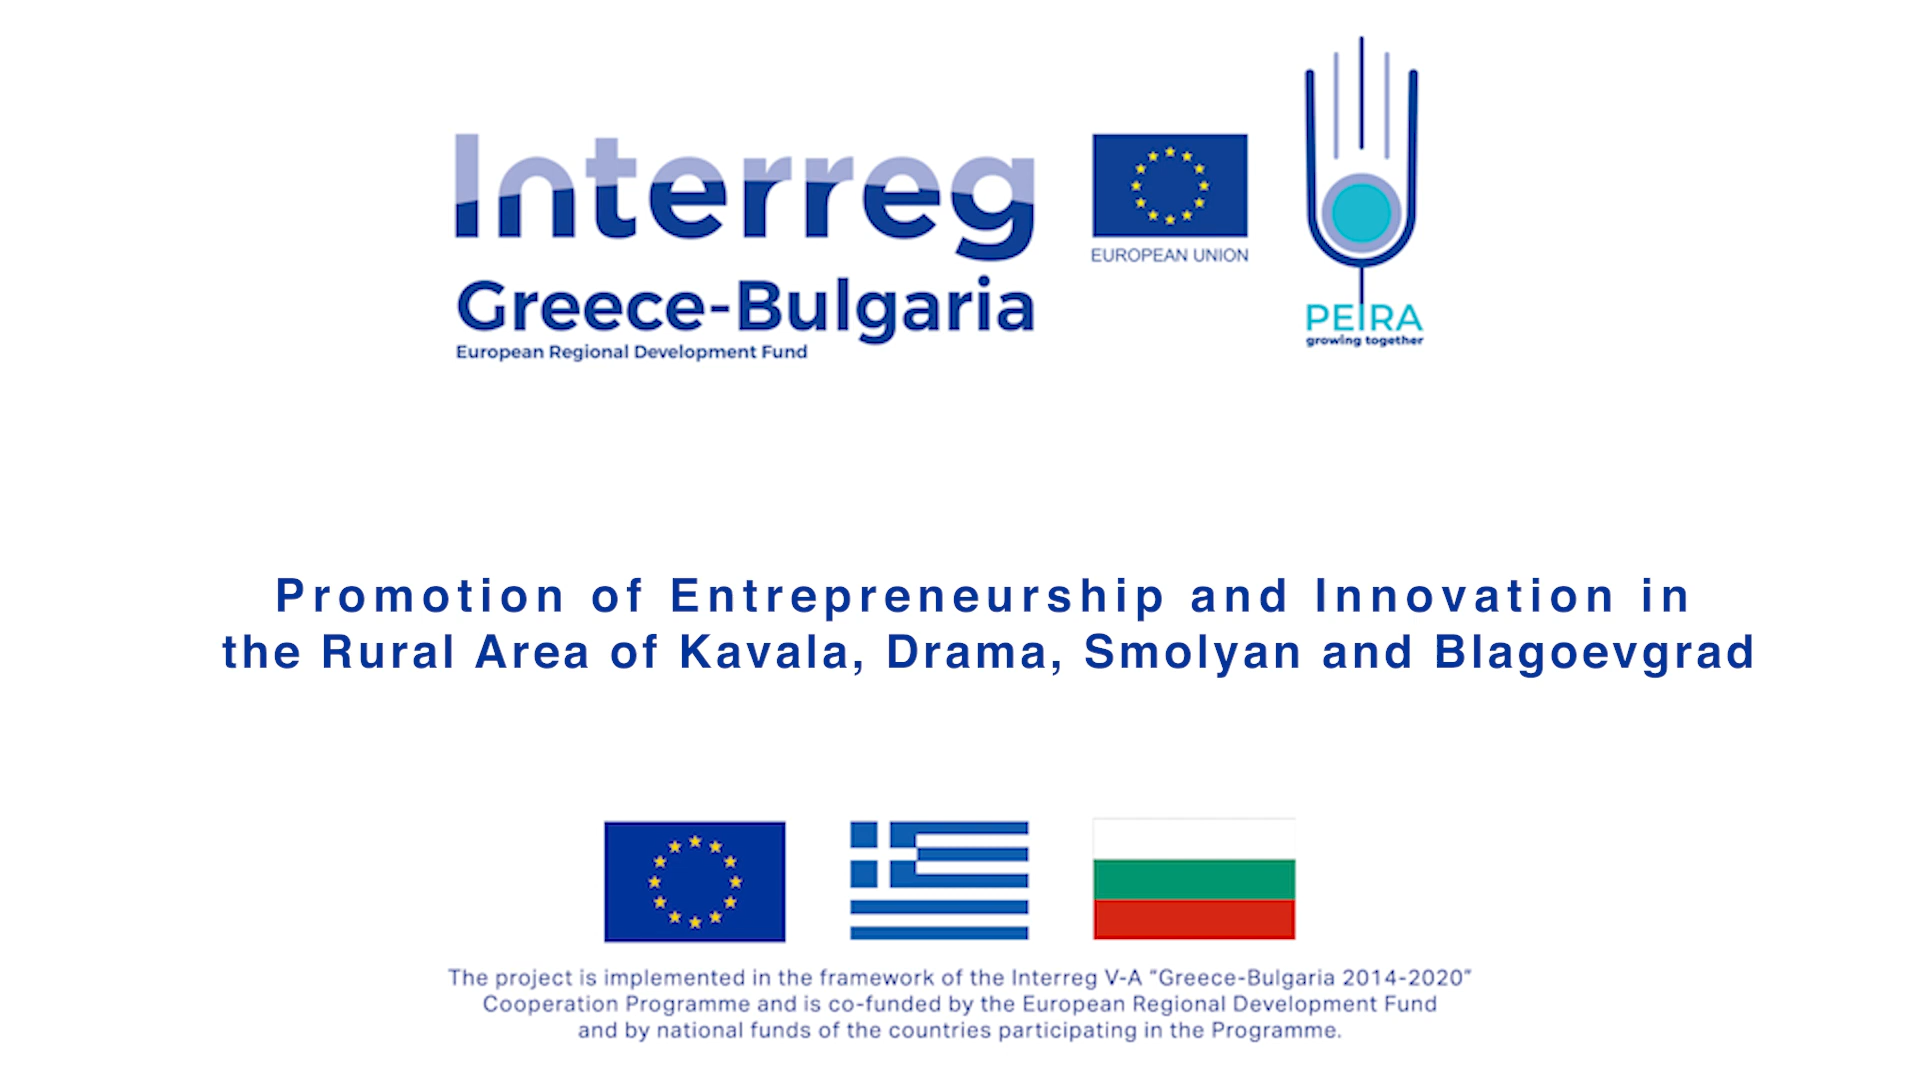 Interreg
Greece-Bulgaria
European Regional Development Fund
EUROPEAN UNION
PEIRA
growing together
Promotion of Entrepreneurship and Innovation in
the Rural Area of Kavala, Drama, Smolyan and Blagoevgrad
The project is implemented in the framework of the Interreg V-A “Greece-Bulgaria 2014-2020”
Cooperation Programme and is co-funded by the European Regional Development Fund
and by national funds of the countries participating in the Programme.